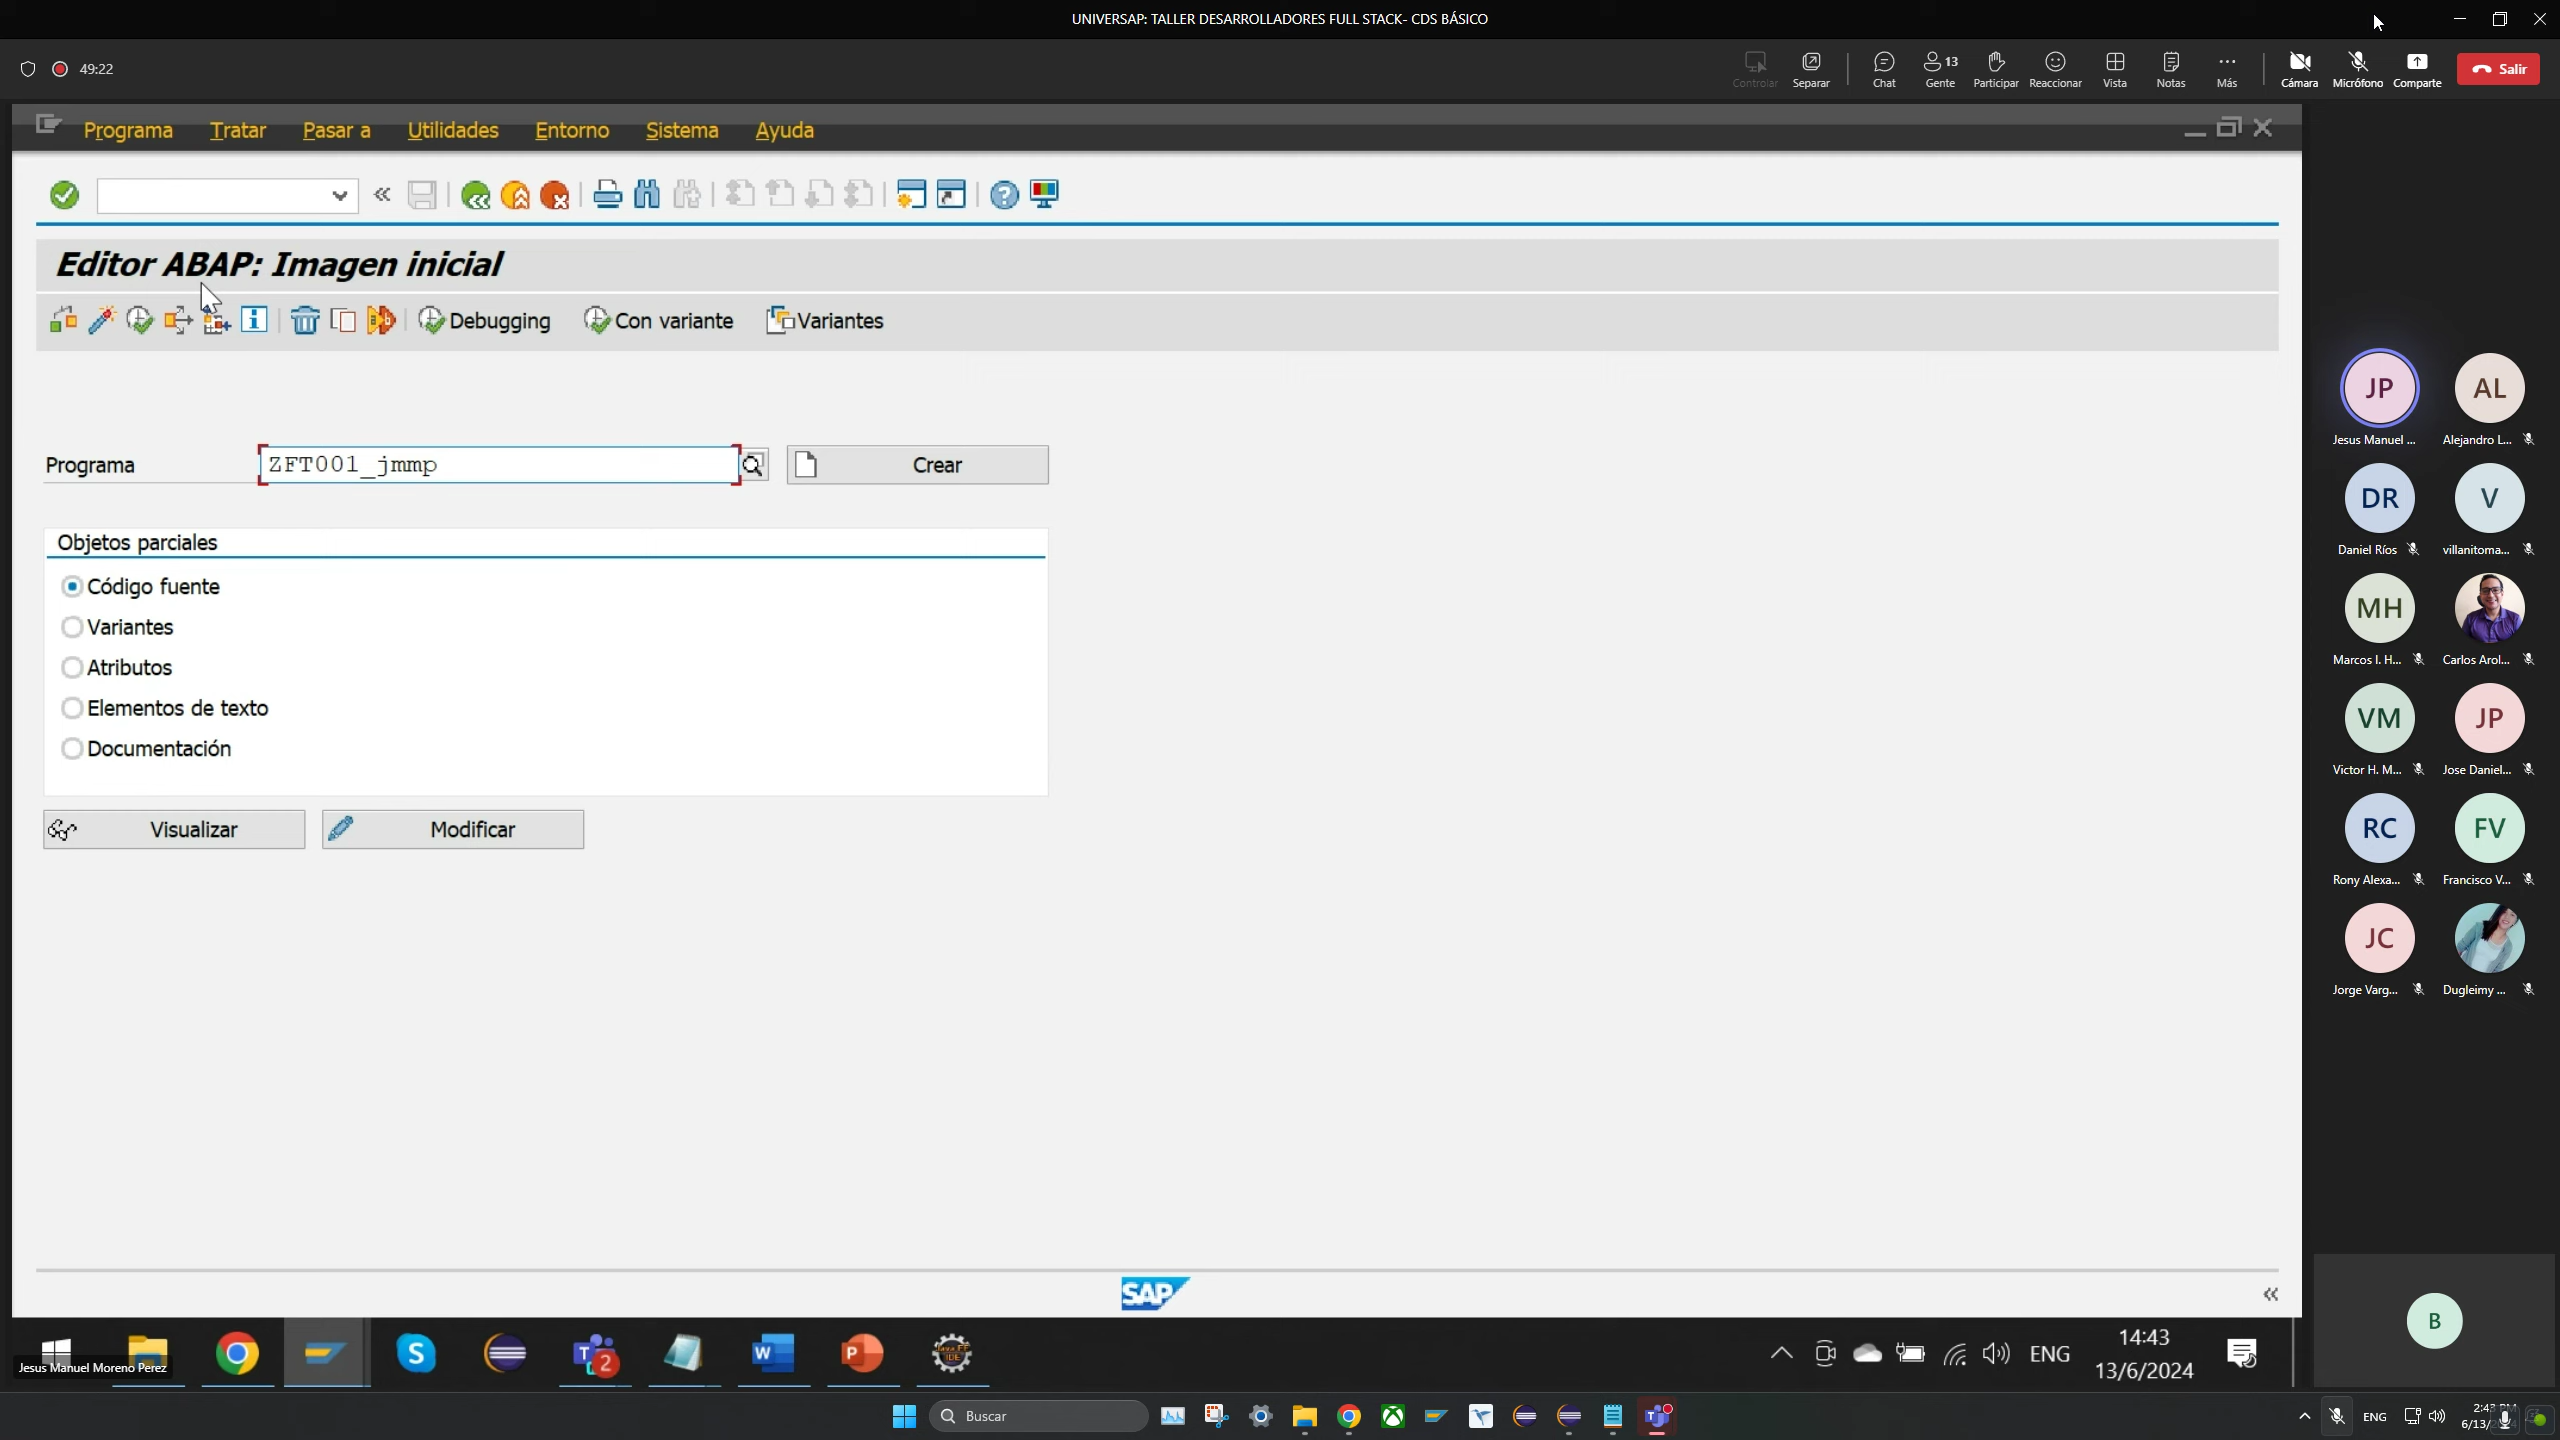 UNIVERSAP: TALLER DESARROLLADORES FULL STACK- CDS BÁSICO
49:22
Controlar
Separar
Chat
13
Gente
Participar
Reaccionar
Vista
Notas
Más
Cámara
Micrófono
Comparte
Salir
Programa Tratar Pasar a Utilidades Entorno Sistema Ayuda
Editor ABAP: Imagen inicial
Debugging Con variante Variantes
Programa ZFT001_jmmp Crear
Objetos parciales
Código fuente
Variantes
Atributos
Elementos de texto
Documentación
Visualizar Modificar
JP AL
Jesus Manuel ... Alejandro L...
DR V
Daniel Ríos villanitoma...
MH
Marcos I. H... Carlos Arol...
VM JP
Victor H. M... Jose Daniel...
RC FV
Rony Alexa... Francisco V...
JC
Jorge Varg... Dugleimy ...
B
SAP
Jesus Manuel Moreno Perez
2
ENG
14:43
13/6/2024
Buscar
ENG